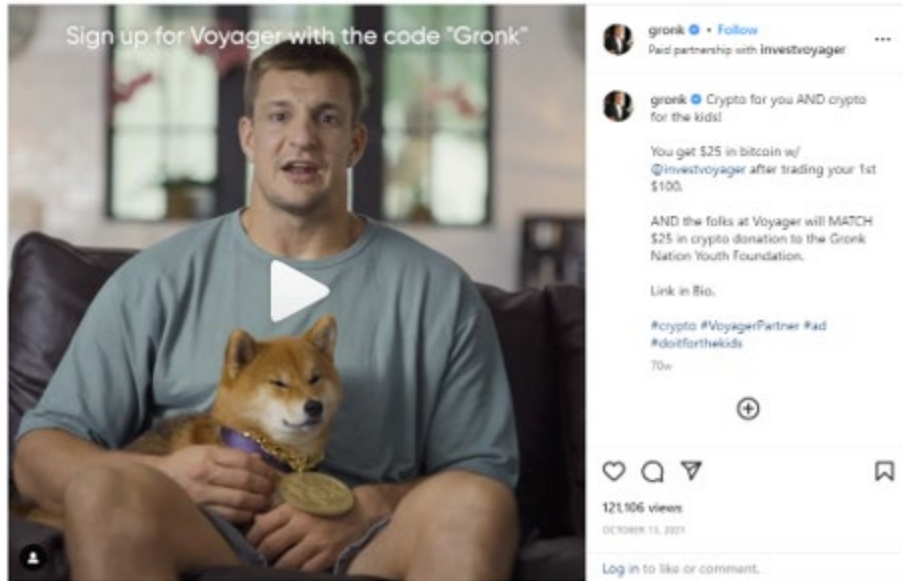 Sign up for Voyager with the code "Gronk"
gronk • Follow
Paid partnership with investvoyager
gronk Crypto for you AND crypto
for the kids!
You get $25 in bitcoin w/
@investvoyager after trading your 1st
$100.
AND the folks at Voyager will MATCH
$25 in crypto donation to the Gronk
Nation Youth Foundation.
Link in Bio.
#crypto #VoyagerPartner #ad
#doitforthekids
70w
121,106 views
OCTOBER 13, 2021
Log in to like or comment.